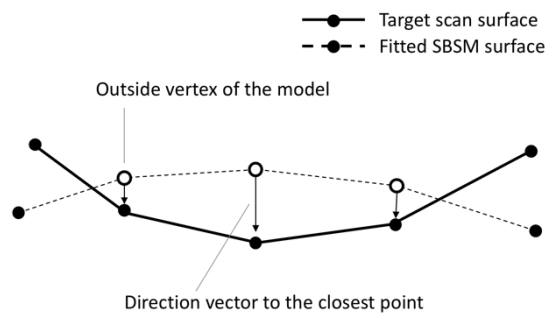 Target scan surface
Fitted SBSM surface
Outside vertex of the model
Direction vector to the closest point